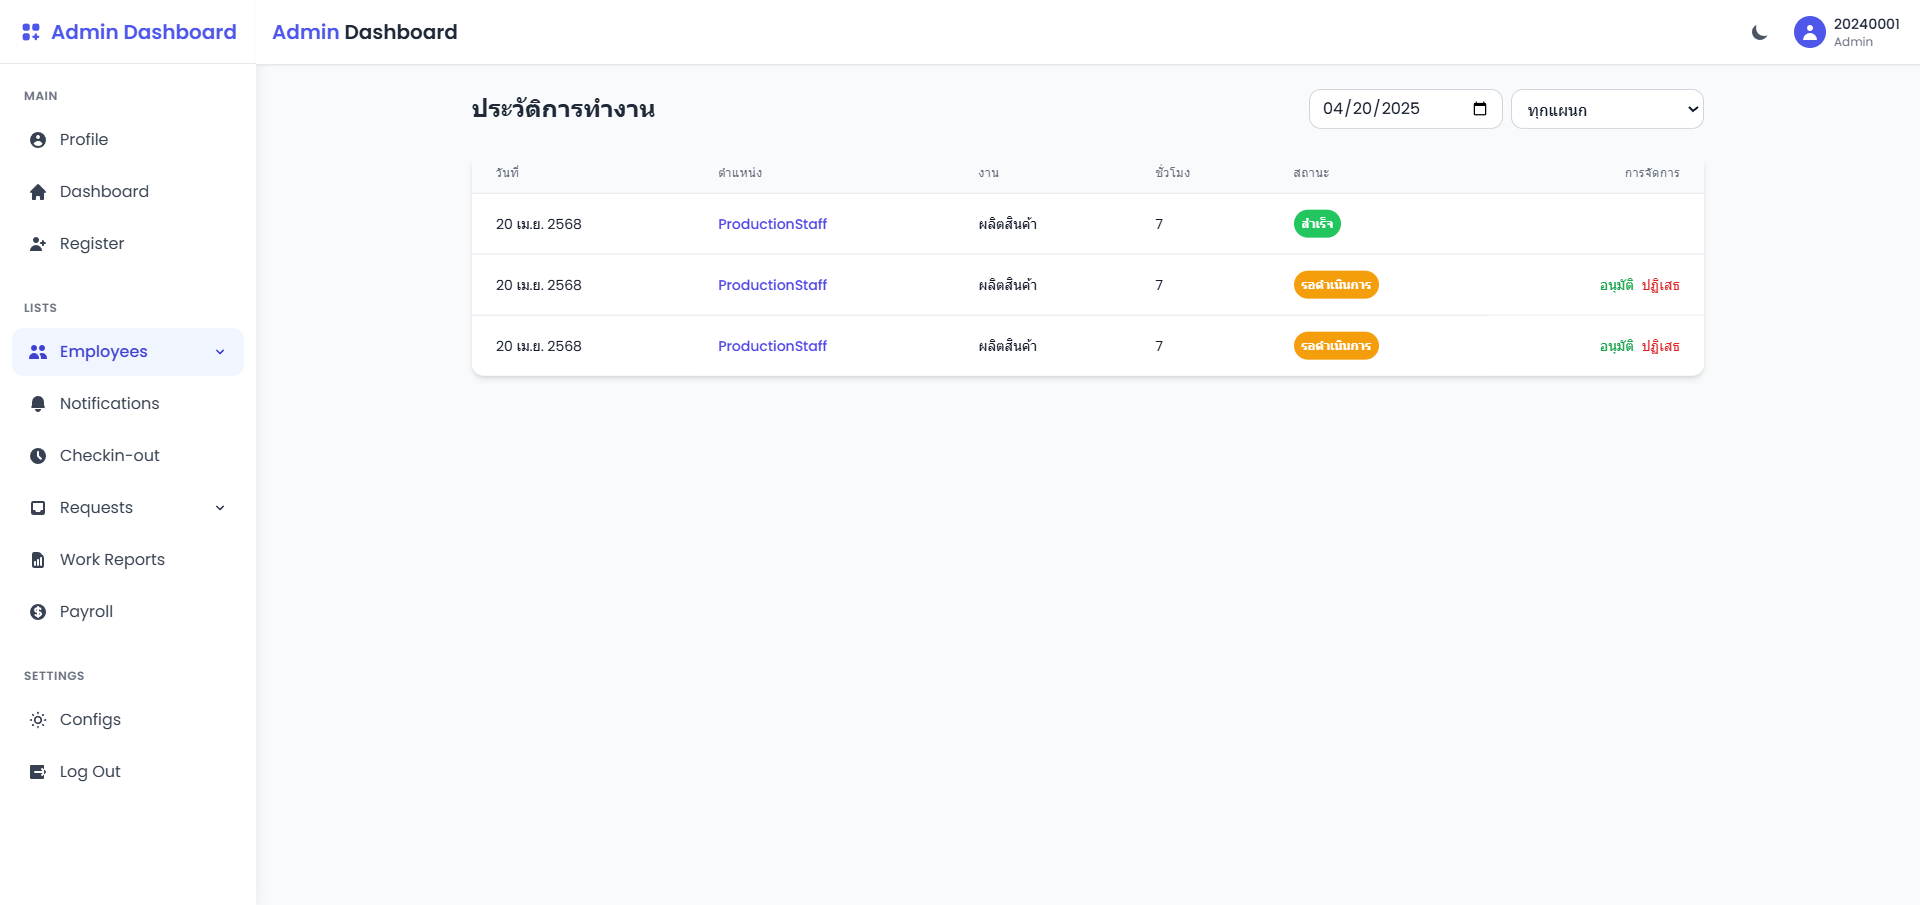 Admin Dashboard
Admin Dashboard
20240001
Admin
MAIN
Profile
Dashboard
Register
LISTS
Employees
Notifications
Checkin-out
Requests
Work Reports
Payroll
SETTINGS
Configs
Log Out
ประวัติการทำงาน
04/20/2025
ทุกแผนก
วันที่ ตำแหน่ง งาน ชั่วโมง สถานะ การจัดการ
20 เม.ย. 2568 ProductionStaff ผลิตสินค้า 7 สำเร็จ
20 เม.ย. 2568 ProductionStaff ผลิตสินค้า 7 รอดำเนินการ อนุมัติ ปฏิเสธ
20 เม.ย. 2568 ProductionStaff ผลิตสินค้า 7 รอดำเนินการ อนุมัติ ปฏิเสธ